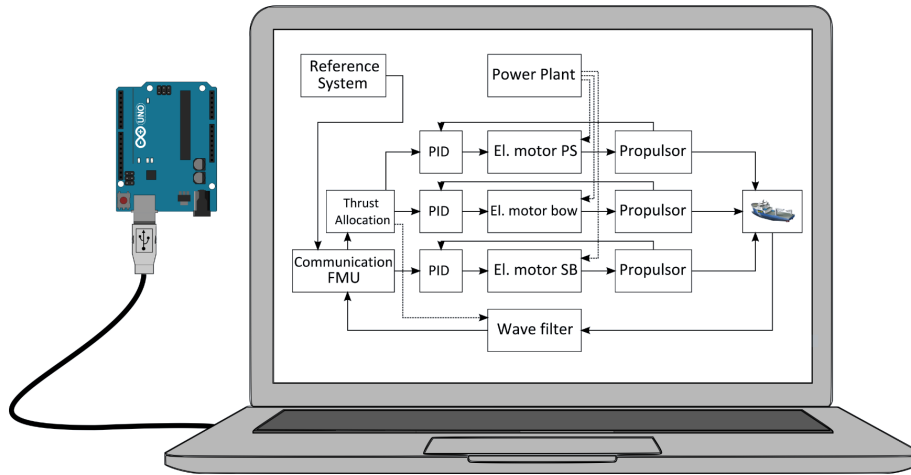 Reference
System
Power Plant
UNO
PID
El. motor PS
Propulsor
Thrust
Allocation
PID
El. motor bow
Propulsor
Communication
FMU
PID
El. motor SB
Propulsor
Wave filter